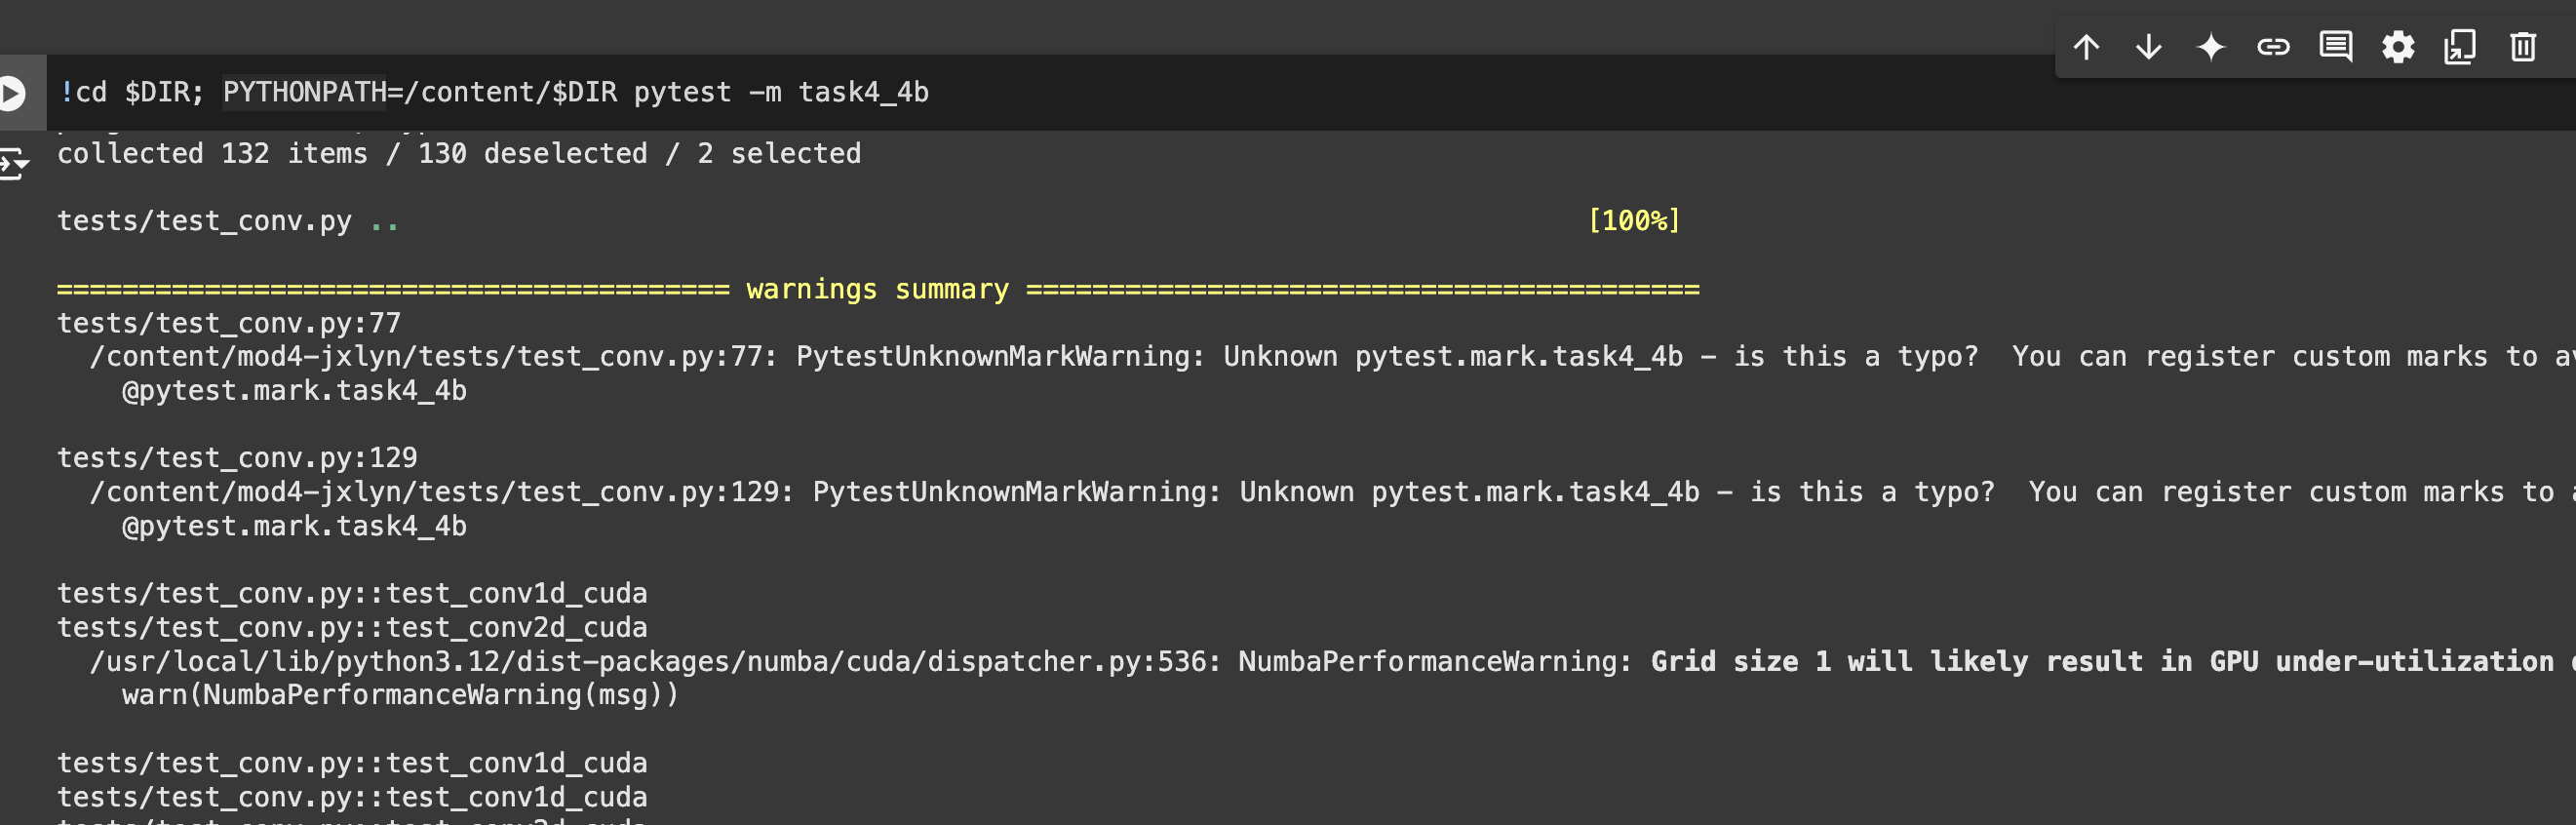 !cd $DIR; PYTHONPATH=/content/$DIR pytest -m task4_4b
collected 132 items / 130 deselected / 2 selected
tests/test_conv.py .. [100%]
========================================= warnings summary =========================================
tests/test_conv.py:77
/content/mod4-jxlyn/tests/test_conv.py:77: PytestUnknownMarkWarning: Unknown pytest.mark.task4_4b - is this a typo?  You can register custom marks to
@pytest.mark.task4_4b
tests/test_conv.py:129
/content/mod4-jxlyn/tests/test_conv.py:129: PytestUnknownMarkWarning: Unknown pytest.mark.task4_4b - is this a typo?  You can register custom marks to
@pytest.mark.task4_4b
tests/test_conv.py::test_conv1d_cuda
tests/test_conv.py::test_conv2d_cuda
/usr/local/lib/python3.12/dist-packages/numba/cuda/dispatcher.py:536: NumbaPerformanceWarning: Grid size 1 will likely result in GPU under-utilization
warn(NumbaPerformanceWarning(msg))
tests/test_conv.py::test_conv1d_cuda
tests/test_conv.py::test_conv1d_cuda